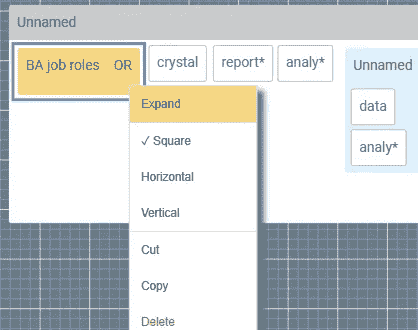 Unnamed
BA job roles OR crystal report* analy* Unnamed
data
analy*
Expand
✓ Square
Horizontal
Vertical
Cut
Copy
Delete